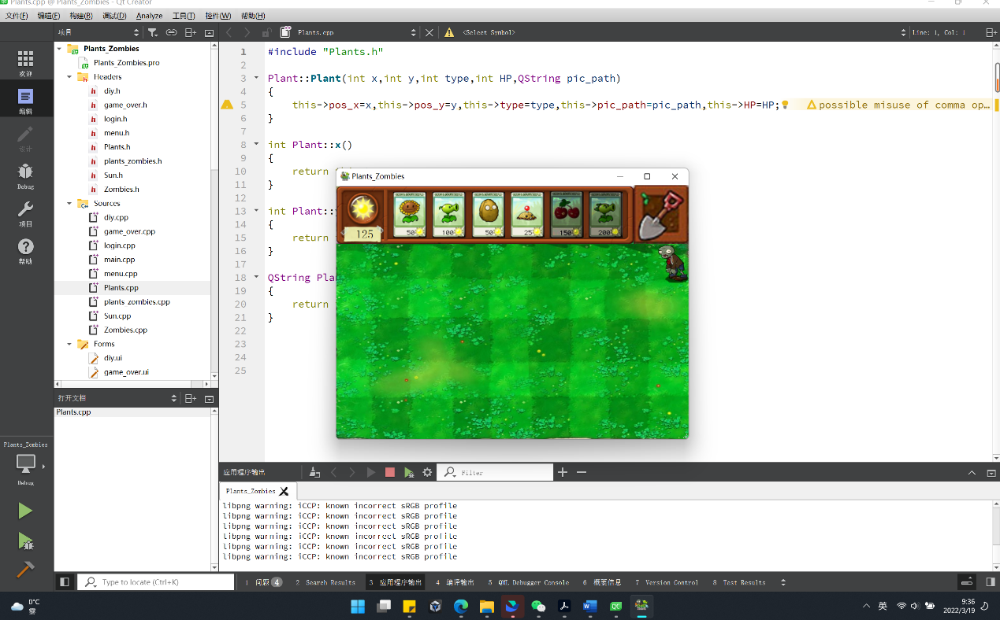 Plants.cpp @ Plants_Zombies - Qt Creator
文件(F) 编辑(E) 构建(B) 调试(D) Analyze 工具(T) 控件(W) 帮助(H)
项目
Plants.cpp
<Select Symbol>
Line: 1, Col: 1
欢迎
编辑
设计
Debug
项目
帮助
Plants_Zombies
Plants_Zombies.pro
Headers
diy.h
game_over.h
login.h
menu.h
Plants.h
plants_zombies.h
Sun.h
Zombies.h
Sources
diy.cpp
game_over.cpp
login.cpp
main.cpp
menu.cpp
Plants.cpp
plants_zombies.cpp
Sun.cpp
Zombies.cpp
Forms
diy.ui
game_over.ui
打开文档
Plants.cpp
1 #include "Plants.h"
2
3 Plant::Plant(int x,int y,int type,int HP,QString pic_path)
4 {
5 this->pos_x=x,this->pos_y=y,this->type=type,this->pic_path=pic_path,this->HP=HP; possible misuse of comma op...
6 }
7
8 int Plant::x()
9 {
10 return
11 }
12
13 int Plant::
14 {
15 return
16 }
17
18 QString Pla
19 {
20 return
21 }
22
23
24
25
Plants_Zombies
125
50 100 50 25 150 200
Plants_Zombies
Debug
应用程序输出
Filter
Plants_Zombies
libpng warning: iCCP: known incorrect sRGB profile
libpng warning: iCCP: known incorrect sRGB profile
libpng warning: iCCP: known incorrect sRGB profile
libpng warning: iCCP: known incorrect sRGB profile
libpng warning: iCCP: known incorrect sRGB profile
libpng warning: iCCP: known incorrect sRGB profile
Type to locate (Ctrl+K)
1 问题 4 2 Search Results 3 应用程序输出 4 编译输出 5 QML Debugger Console 6 概要信息 7 Version Control 8 Test Results
0°C
雾
英
9:36
2022/3/19